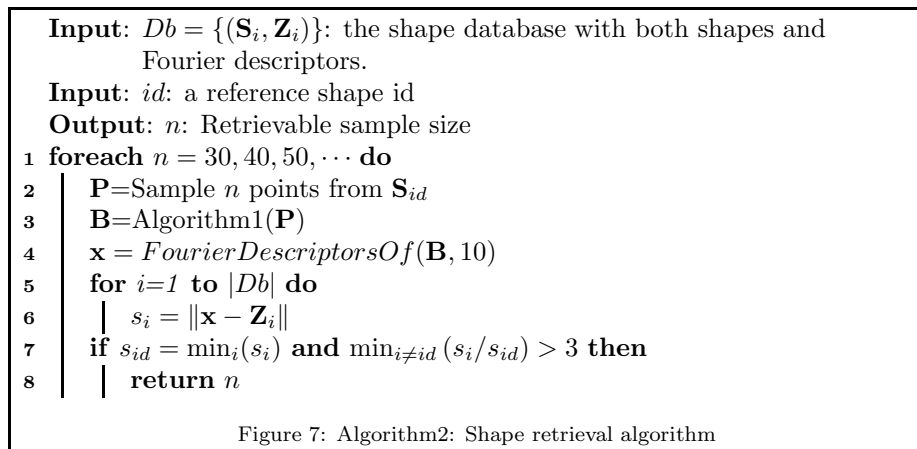 Input: Db = {(S_i, Z_i)}: the shape database with both shapes and
Fourier descriptors.
Input: id: a reference shape id
Output: n: Retrievable sample size
1 foreach n = 30, 40, 50, ⋯ do
2 P=Sample n points from S_id
3 B=Algorithm1(P)
4 x = FourierDescriptorsOf(B, 10)
5 for i=1 to |Db| do
6 s_i = ‖x − Z_i‖
7 if s_id = min_i(s_i) and min_{i≠id} (s_i/s_id) > 3 then
8 return n
Figure 7: Algorithm2: Shape retrieval algorithm